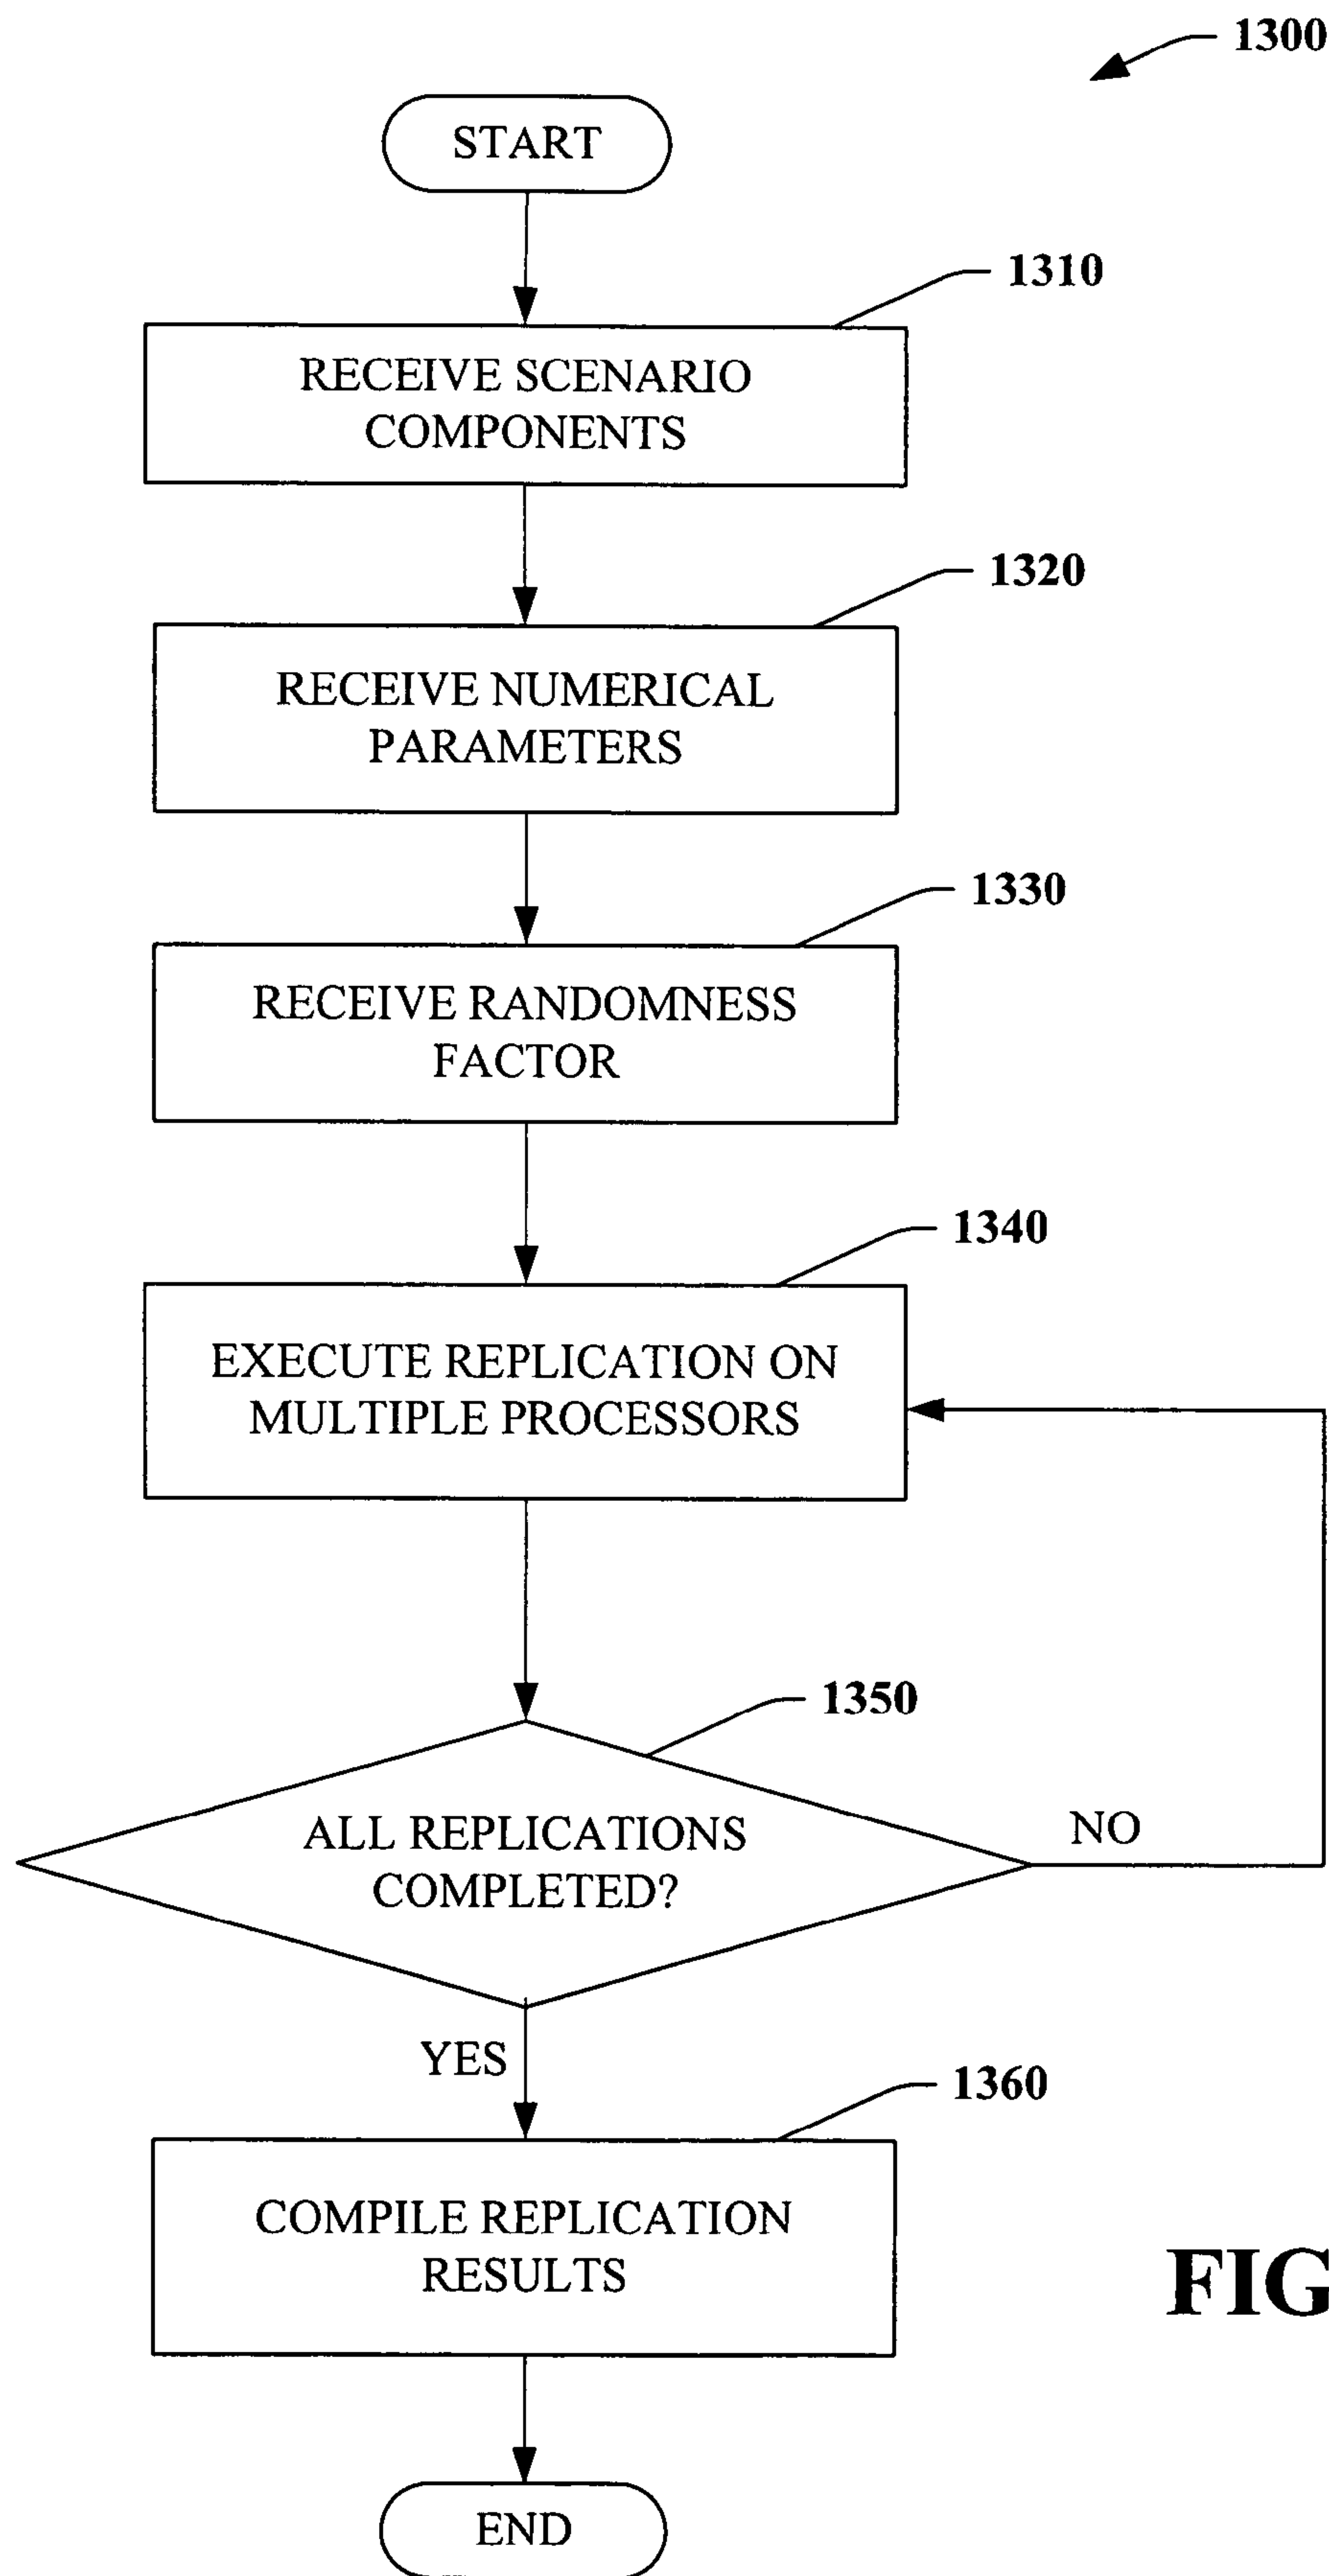 1300
START
1310
RECEIVE SCENARIO
COMPONENTS
1320
RECEIVE NUMERICAL
PARAMETERS
1330
RECEIVE RANDOMNESS
FACTOR
1340
EXECUTE REPLICATION ON
MULTIPLE PROCESSORS
1350
ALL REPLICATIONS
COMPLETED?
NO
YES
1360
COMPILE REPLICATION
RESULTS
FIG
END